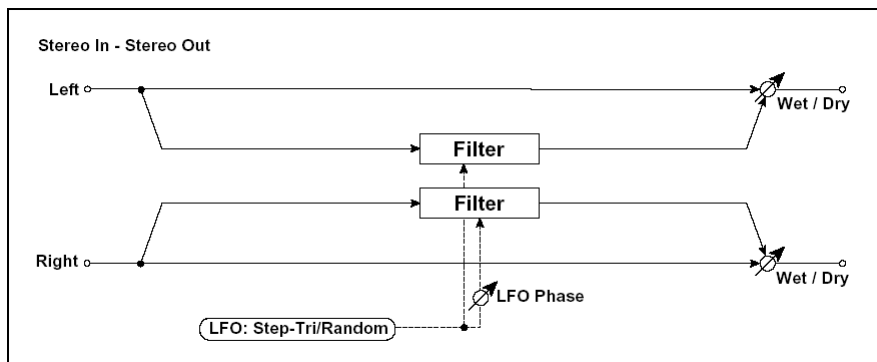 Stereo In - Stereo Out
Left
Wet / Dry
Filter
Filter
Right
Wet / Dry
LFO Phase
LFO: Step-Tri/Random